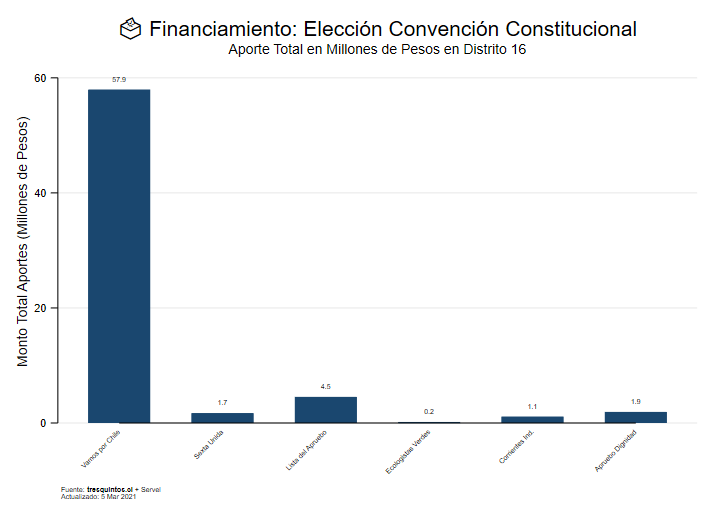 Financiamiento: Elección Convención Constitucional
Aporte Total en Millones de Pesos en Distrito 16
Monto Total Aportes (Millones de Pesos)
60
40
20
0
57.9
1.7
4.5
0.2
1.1
1.9
Vamos por Chile
Sexta Unida
Lista del Apruebo
Ecologistas Verdes
Corrientes Ind.
Apruebo Dignidad
Fuente: tresquintos.cl + Servel
Actualizado: 5 Mar 2021